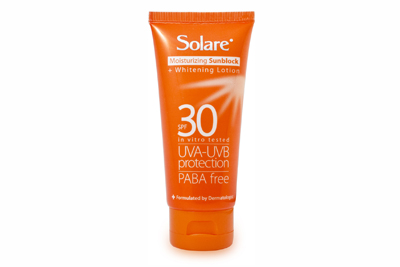 Solare
Moisturizing Sunblock
+ Whitening Lotion
SPF 30
in vitro tested
UVA-UVB
protection
PABA free
+ Formulated by Dermatologist